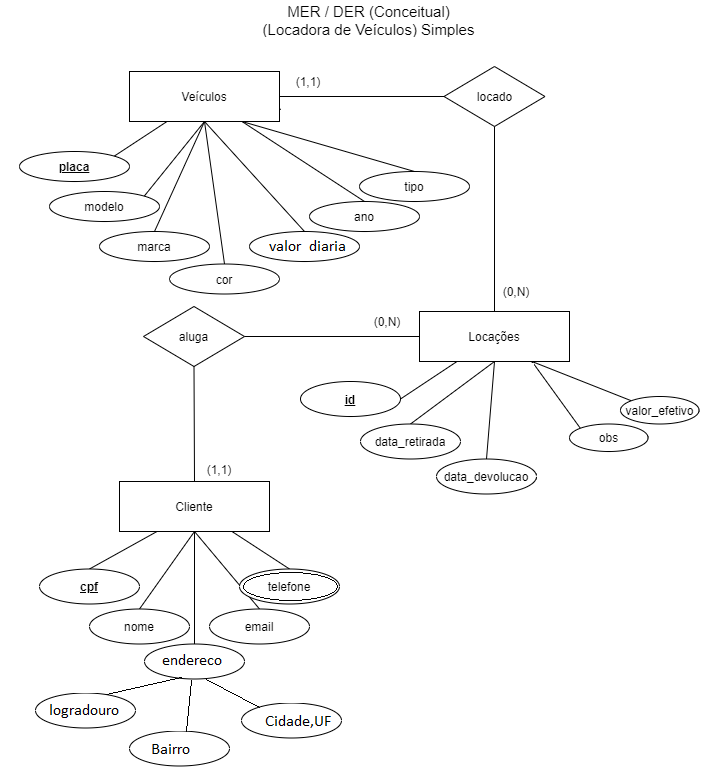 MER / DER (Conceitual)
(Locadora de Veículos) Simples
(1,1)
Veículos
locado
placa
tipo
modelo
ano
marca
valor diaria
cor
(0,N)
(0,N)
aluga
Locações
id
valor_efetivo
data_retirada
obs
data_devolucao
(1,1)
Cliente
cpf
telefone
nome
email
endereco
logradouro
Cidade,UF
Bairro